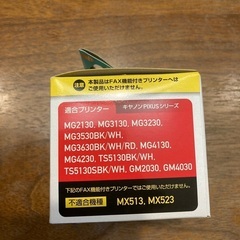 注意
本製品はFAX機能付きプリンターへは
ご使用いただけません。
適合プリンター
キヤノンPIXUSシリーズ
MG2130, MG3130, MG3230,
MG3530BK/WH,
MG3630BK/WH/RD, MG4130,
MG4230, TS5130BK/WH,
TS5130SBK/WH, GM2030, GM4030
下記のFAX機能付きプリンターにはご使用いただけません。
不適合機種
MX513, MX523